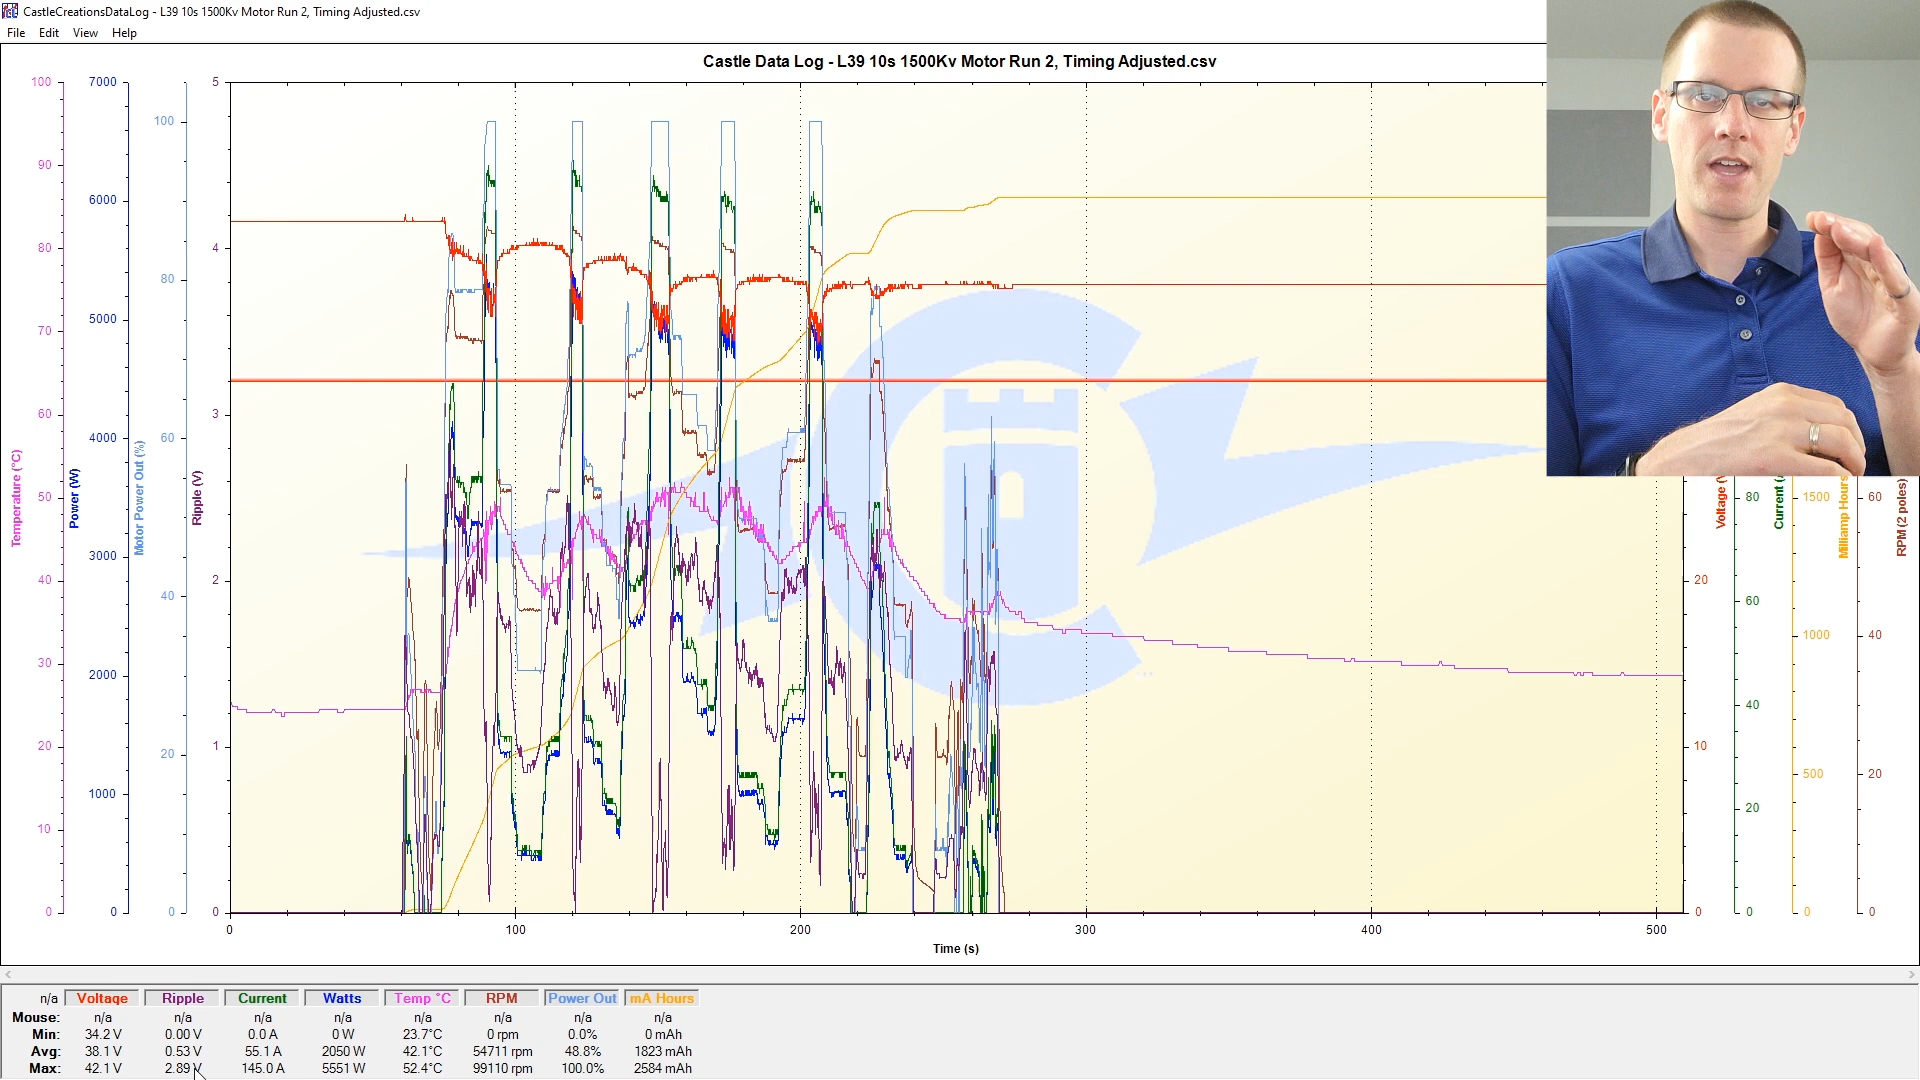 CastleCreationsDataLog - L39 10s 1500Kv Motor Run 2, Timing Adjusted.csv
File Edit View Help
Castle Data Log - L39 10s 1500Kv Motor Run 2, Timing Adjusted.csv
100
90
80
70
60
50
40
30
20
10
0
Temperature (°C)
7000
6000
5000
4000
3000
2000
1000
0
Power (W)
100
80
60
40
20
0
Motor Power Out (%)
5
4
3
2
1
0
Ripple (V)
0 100 200 300 400 500
Time (s)
20
10
0
Voltage (
80
60
40
20
0
Current (
1500
1000
500
0
Milliamp Hours
60
40
20
0
RPM (2 poles)
n/a Voltage Ripple Current Watts Temp °C RPM Power Out mA Hours
Mouse: n/a n/a n/a n/a n/a n/a n/a n/a
Min: 34.2 V 0.00 V 0.0 A 0 W 23.7°C 0 rpm 0.0% 0 mAh
Avg: 38.1 V 0.53 V 55.1 A 2050 W 42.1°C 54711 rpm 48.8% 1823 mAh
Max: 42.1 V 2.89 V 145.0 A 5551 W 52.4°C 99110 rpm 100.0% 2584 mAh